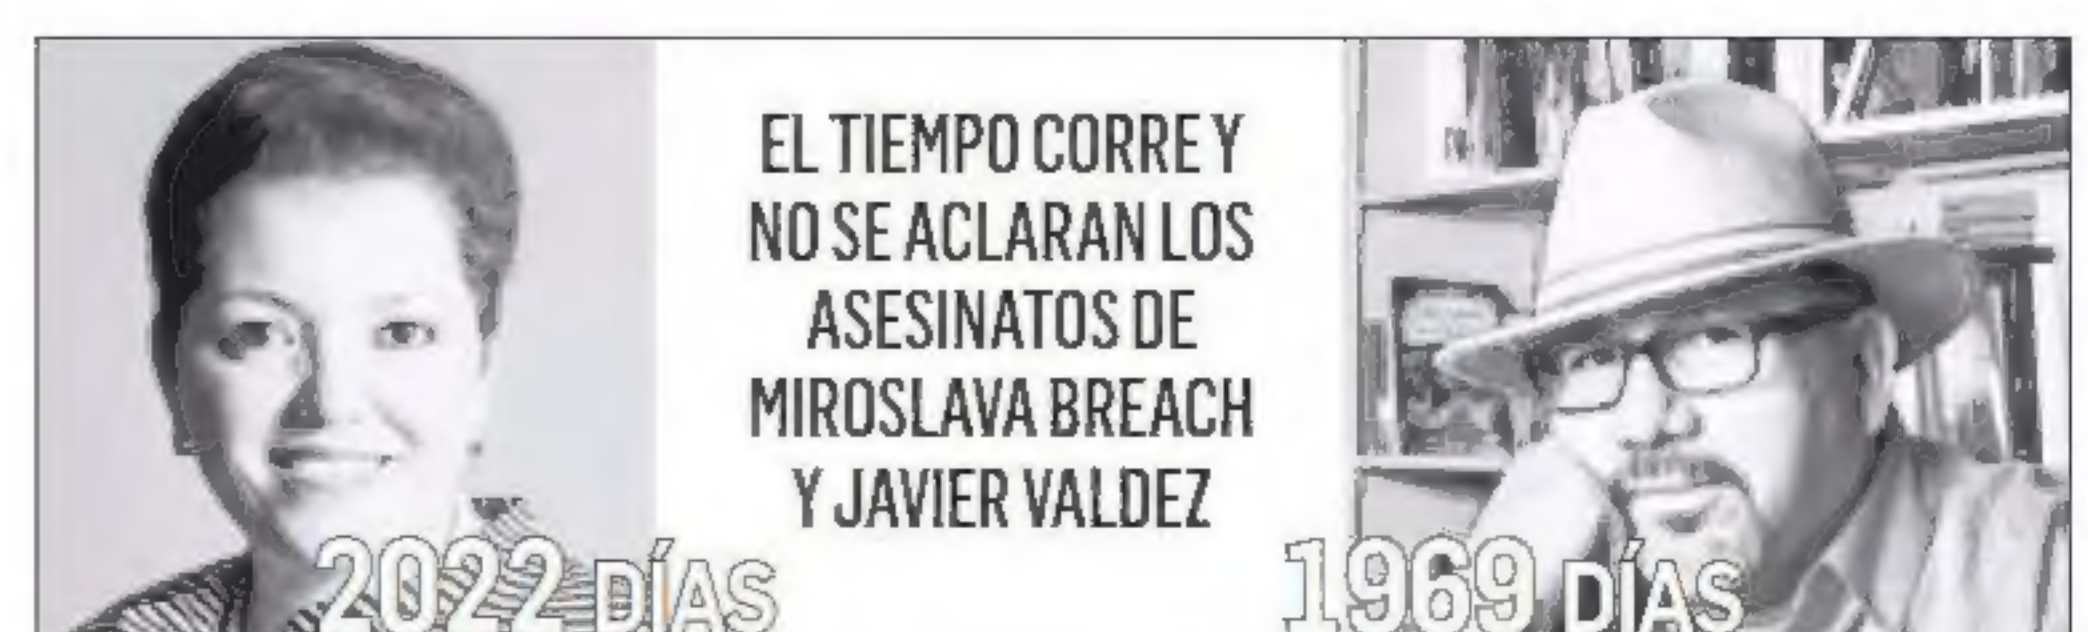 EL TIEMPO CORRE Y
NO SE ACLARAN LOS
ASESINATOS DE
MIROSLAVA BREACH
Y JAVIER VALDEZ
2022 DÍAS
1969 DÍAS